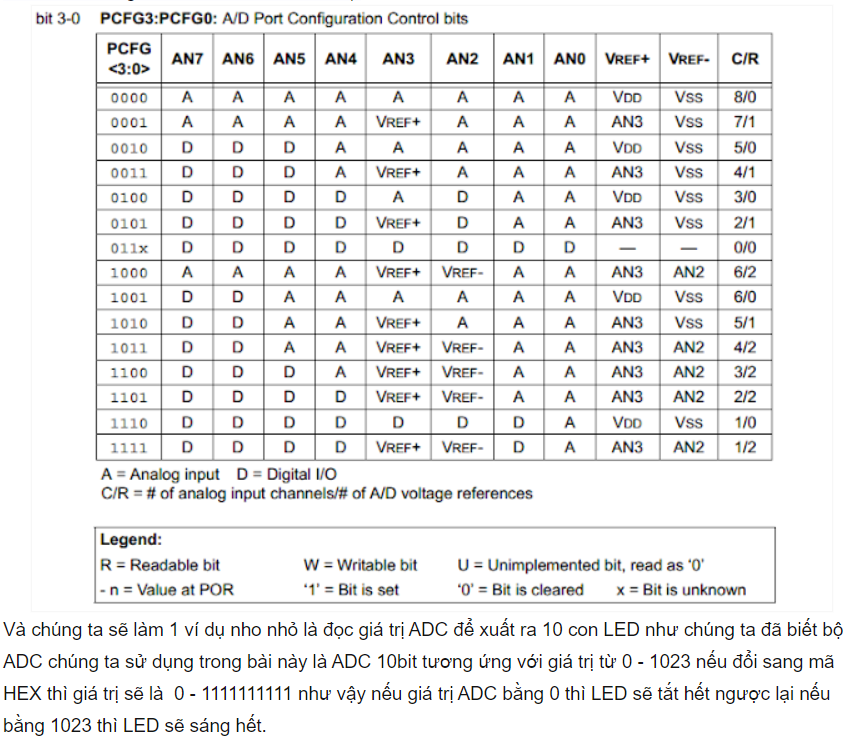 bit 3-0 PCFG3:PCFG0: A/D Port Configuration Control bits
PCFG <3:0> AN7 AN6 AN5 AN4 AN3 AN2 AN1 AN0 VREF+ VREF- C/R
0000 A A A A A A A A VDD VSS 8/0
0001 A A A A VREF+ A A A AN3 VSS 7/1
0010 D D D A A A A A VDD VSS 5/0
0011 D D D A VREF+ A A A AN3 VSS 4/1
0100 D D D D A D A A VDD VSS 3/0
0101 D D D D VREF+ D A A AN3 VSS 2/1
011x D D D D D D D D — — 0/0
1000 A A A A VREF+ VREF- A A AN3 AN2 6/2
1001 D D A A A A A A VDD VSS 6/0
1010 D D A A VREF+ A A A AN3 VSS 5/1
1011 D D A A VREF+ VREF- A A AN3 AN2 4/2
1100 D D D A VREF+ VREF- A A AN3 AN2 3/2
1101 D D D D VREF+ VREF- A A AN3 AN2 2/2
1110 D D D D D D D A VDD VSS 1/0
1111 D D D D VREF+ VREF- D A AN3 AN2 1/2
A = Analog input D = Digital I/O
C/R = # of analog input channels/# of A/D voltage references
Legend:
R = Readable bit W = Writable bit U = Unimplemented bit, read as ‘0’
- n = Value at POR ‘1’ = Bit is set ‘0’ = Bit is cleared x = Bit is unknown
Và chúng ta sẽ làm 1 ví dụ nho nhỏ là đọc giá trị ADC để xuất ra 10 con LED như chúng ta đã biết bộ
ADC chúng ta sử dụng trong bài này là ADC 10bit tương ứng với giá trị từ 0 - 1023 nếu đổi sang mã
HEX thì giá trị sẽ là 0 - 1111111111 như vậy nếu giá trị ADC bằng 0 thì LED sẽ tắt hết ngược lại nếu
bằng 1023 thì LED sẽ sáng hết.